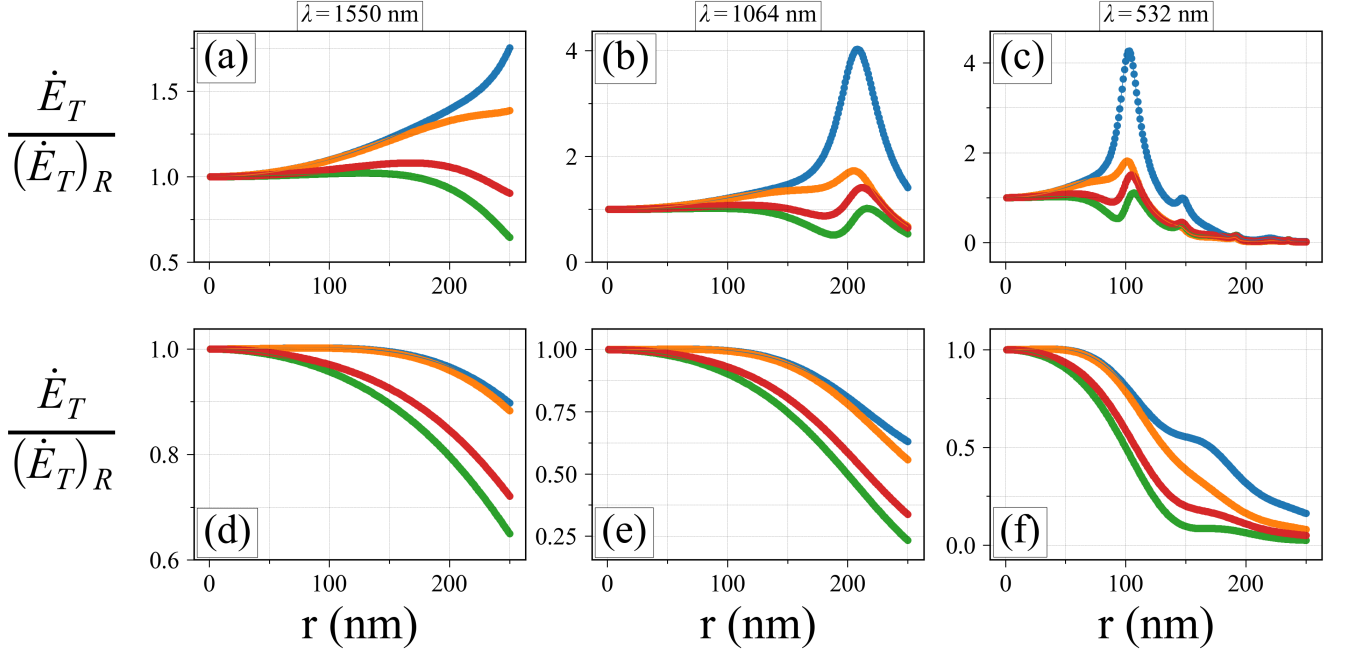 λ = 1550 nm
λ = 1064 nm
λ = 532 nm
Ė_T / (Ė_T)_R
(a)
1.5
1.0
0.5
0 100 200
(b)
4
2
0
0 100 200
(c)
4
2
0
0 100 200
Ė_T / (Ė_T)_R
(d)
1.0
0.8
0.6
0 100 200
r (nm)
(e)
1.00
0.75
0.50
0.25
0 100 200
r (nm)
(f)
1.0
0.5
0.0
0 100 200
r (nm)